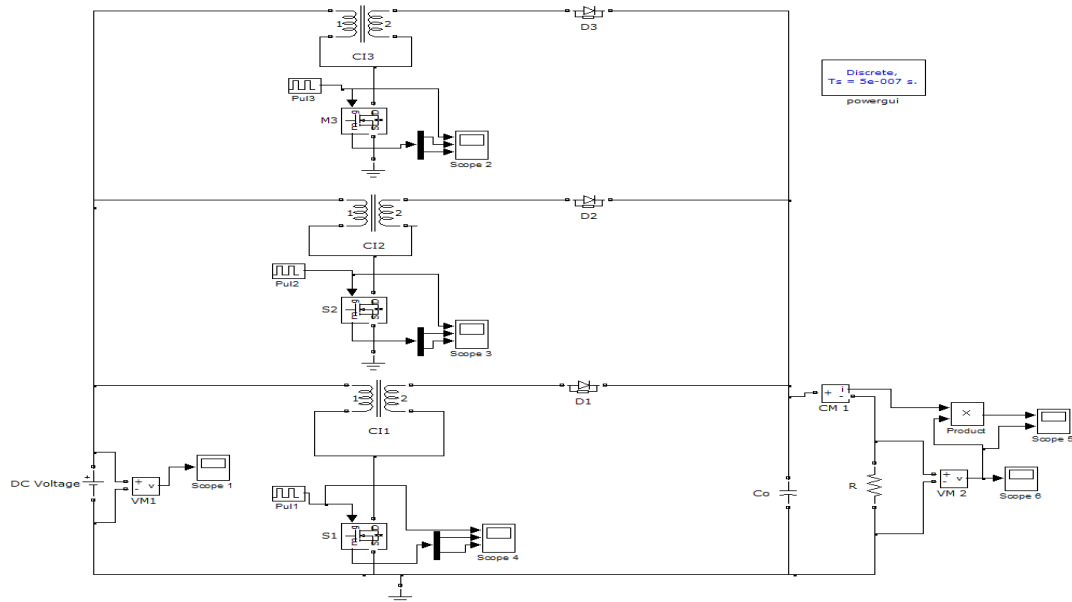 1
2
D3
CI3
Discrete,
Ts = 5e-007 s.
powergui
Pul3
g
D
M3
m
S
Scope 2
1
2
D2
CI2
Pul2
g
D
S2
m
S
Scope 3
1
2
D1
CI1
+
i
-
CM 1
×
Product
Scope 5
DC Voltage
+
+
-
v
VM1
Scope 1
Pul1
g
D
S1
m
S
Scope 4
Co
R
+
-
v
VM 2
Scope 6